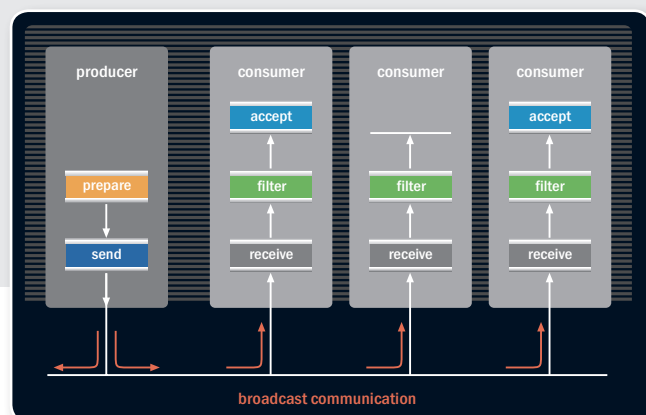 producer
consumer
consumer
consumer
accept
accept
prepare
filter
filter
filter
send
receive
receive
receive
broadcast communication